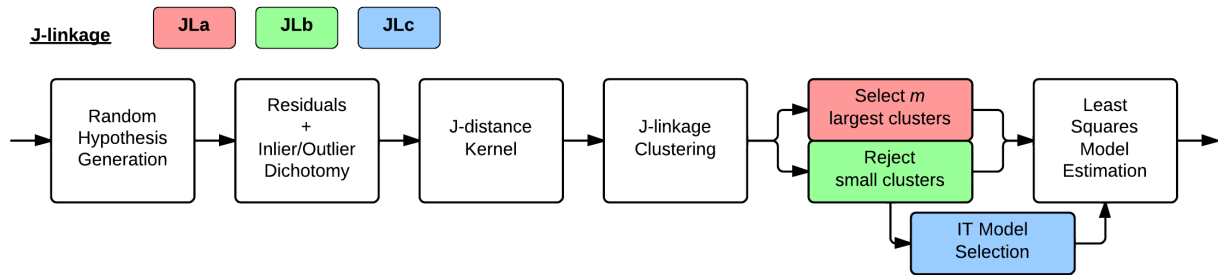 J-linkage
JLa
JLb
JLc
Random
Hypothesis
Generation
Residuals
+
Inlier/Outlier
Dichotomy
J-distance
Kernel
J-linkage
Clustering
Select m
largest clusters
Reject
small clusters
IT Model
Selection
Least
Squares
Model
Estimation